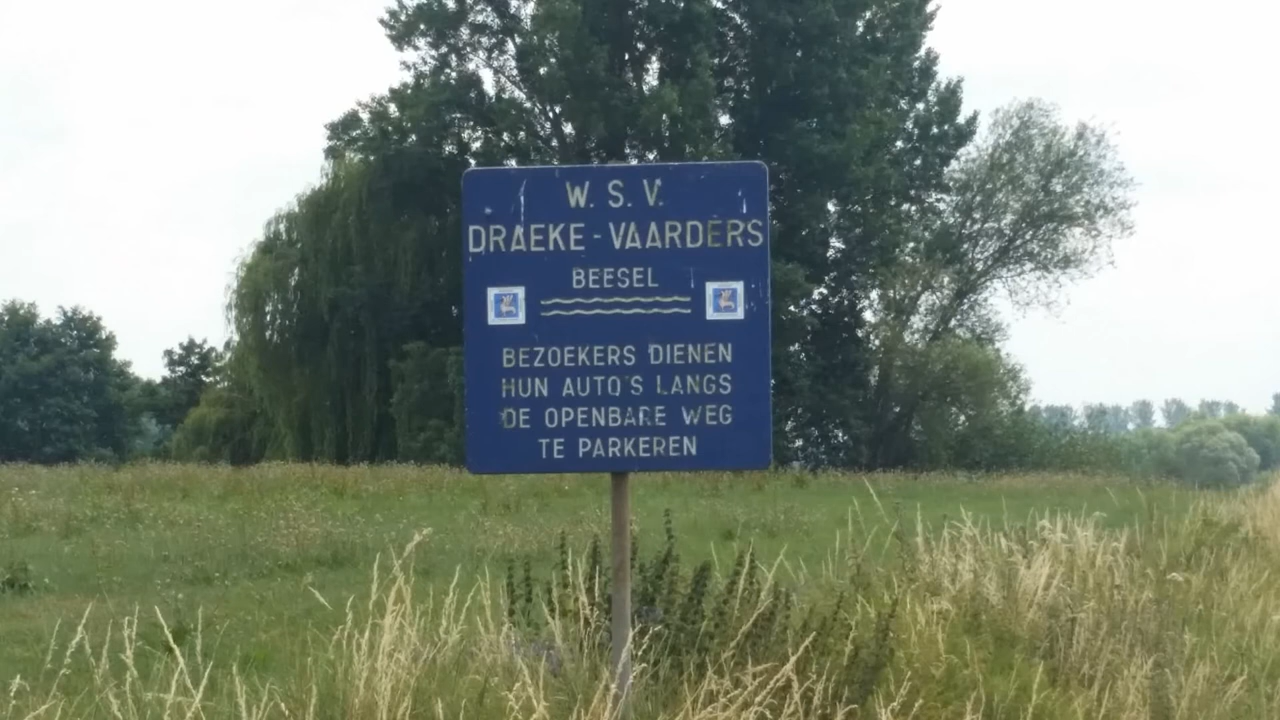 W. S. V.
DRAEKE-VAARDERS
BEESEL
BEZOEKERS DIENEN
HUN AUTO'S LANGS
DE OPENBARE WEG
TE PARKEREN